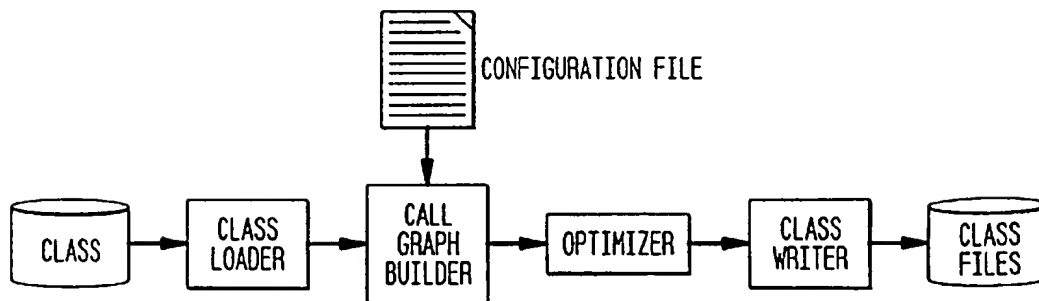 CONFIGURATION FILE
CLASS
CLASS
LOADER
CALL
GRAPH
BUILDER
OPTIMIZER
CLASS
WRITER
CLASS
FILES